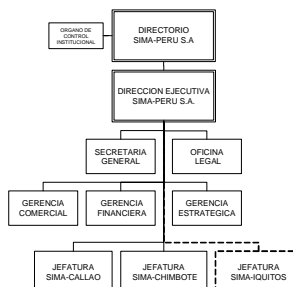 DIRECTORIO
SIMA-PERU S.A
ORGANO DE
CONTROL
INSTITUCIONAL
DIRECCION EJECUTIVA
SIMA-PERU S.A.
SECRETARIA
GENERAL
OFICINA
LEGAL
GERENCIA
COMERCIAL
GERENCIA
FINANCIERA
GERENCIA
ESTRATEGICA
JEFATURA
SIMA-CALLAO
JEFATURA
SIMA-CHIMBOTE
JEFATURA
SIMA-IQUITOS